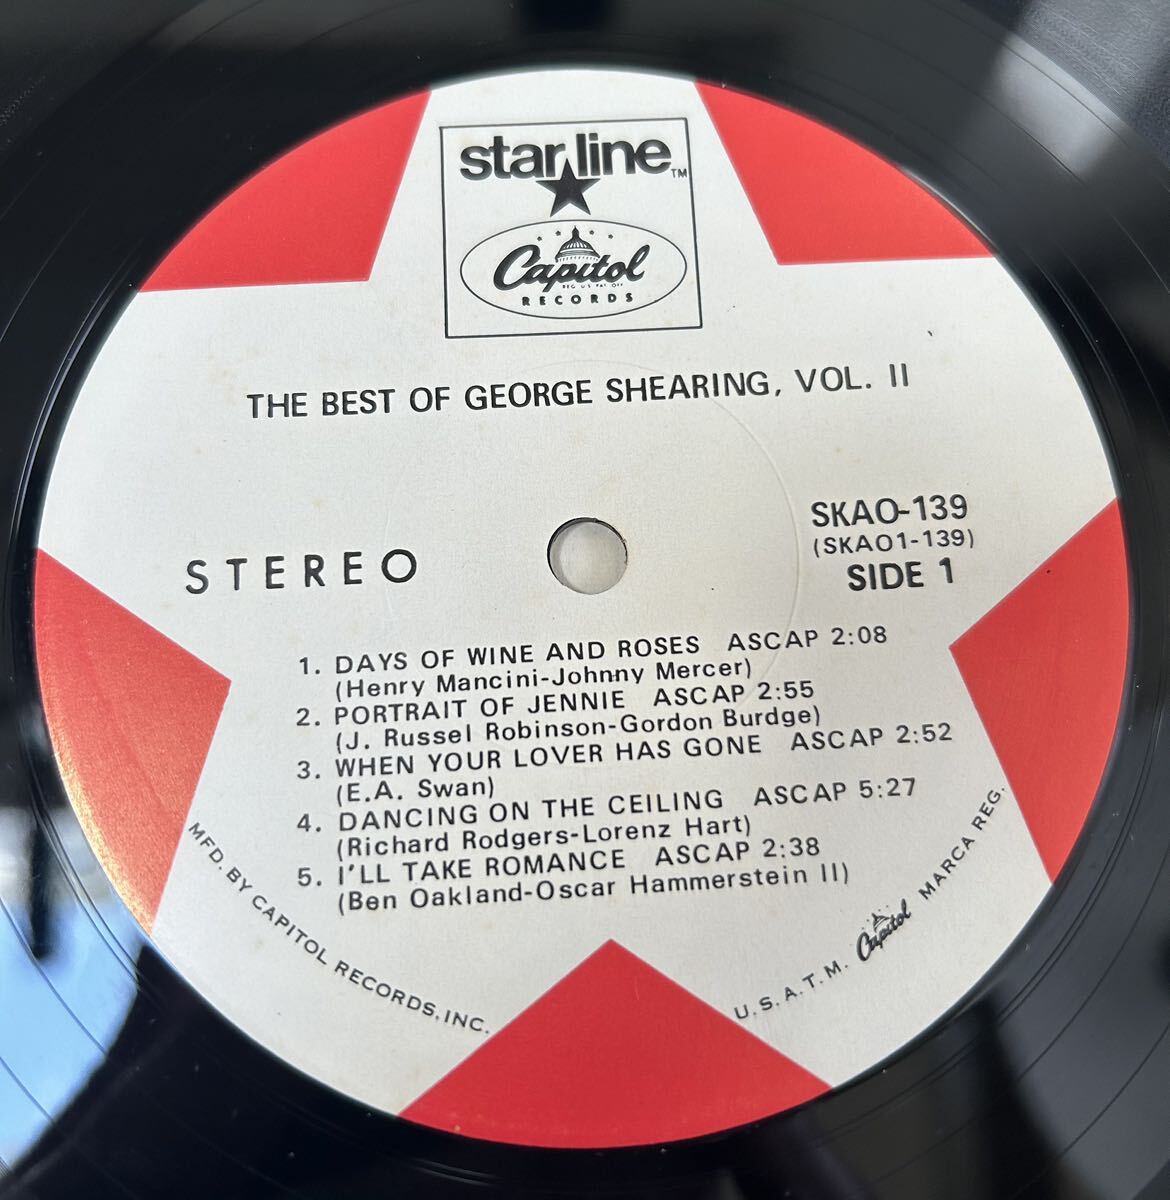 starline TM
Capitol
REG. U.S. PAT. OFF.
RECORDS
THE BEST OF GEORGE SHEARING, VOL. II
STEREO
SKAO-139
(SKAO1-139)
SIDE 1
1. DAYS OF WINE AND ROSES ASCAP 2:08
(Henry Mancini-Johnny Mercer)
2. PORTRAIT OF JENNIE ASCAP 2:55
(J. Russel Robinson-Gordon Burdge)
3. WHEN YOUR LOVER HAS GONE ASCAP 2:52
(E.A. Swan)
4. DANCING ON THE CEILING ASCAP 5:27
(Richard Rodgers-Lorenz Hart)
5. I'LL TAKE ROMANCE ASCAP 2:38
(Ben Oakland-Oscar Hammerstein II)
MFD. BY CAPITOL RECORDS, INC.
U.S.A. T.M. Capitol MARCA REG.